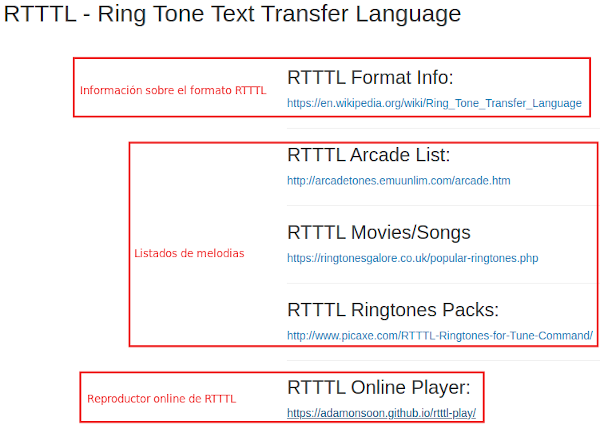 RTTTL - Ring Tone Text Transfer Language
RTTTL Format Info:
Información sobre el formato RTTTL
https://en.wikipedia.org/wiki/Ring_Tone_Transfer_Language
RTTTL Arcade List:
http://arcadetones.emuunlim.com/arcade.htm
RTTTL Movies/Songs
Listados de melodias
https://ringtonesgalore.co.uk/popular-ringtones.php
RTTTL Ringtones Packs:
http://www.picaxe.com/RTTTL-Ringtones-for-Tune-Command/
RTTTL Online Player:
Reproductor online de RTTTL
https://adamonsoon.github.io/rtttl-play/